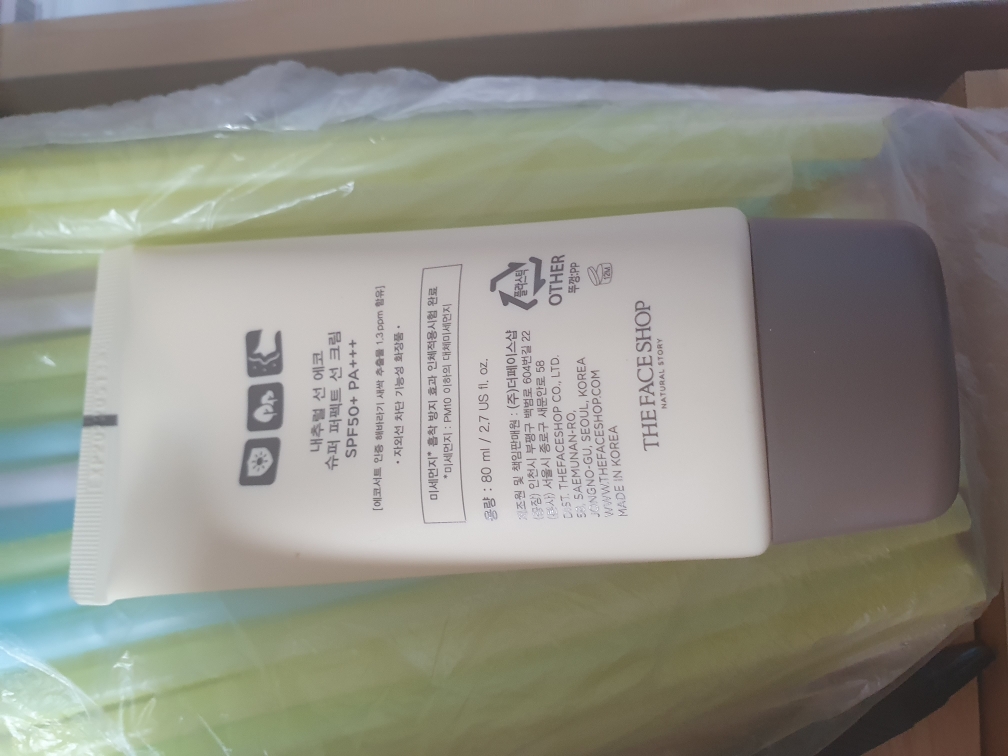 내추럴 선 에코
슈퍼 퍼펙트 선 크림
SPF50+ PA+++
[에코서트 인증 해바라기 새싹 추출물 1.3 ppm 함유]
• 자외선 차단 기능성 화장품 •
미세먼지* 흡착 방지 효과 인체적용시험 완료
*미세먼지 : PM10 이하의 대체미세먼지
용량 : 80 ml / 2.7 US fl. oz.
제조원 및 책임판매원 : (주)더페이스샵
(공장) 인천시 부평구 백범로 604번길 22
(본사) 서울시 종로구 새문안로 58
DIST. THEFACESHOP CO., LTD.
58, SAEMUNAN-RO,
JONGNO-GU, SEOUL, KOREA
WWW.THEFACESHOP.COM
MADE IN KOREA
플라스틱
OTHER
뚜껑:PP
12M
THE FACE SHOP
NATURAL STORY